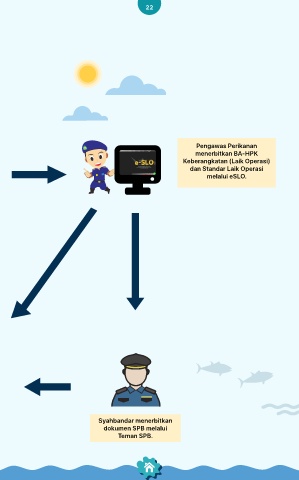 22
e-SLO
Pengawas Perikanan
menerbitkan BA-HPK
Keberangkatan (Laik Operasi)
dan Standar Laik Operasi
melalui eSLO.
Syahbandar menerbitkan
dokumen SPB melalui
Teman SPB.